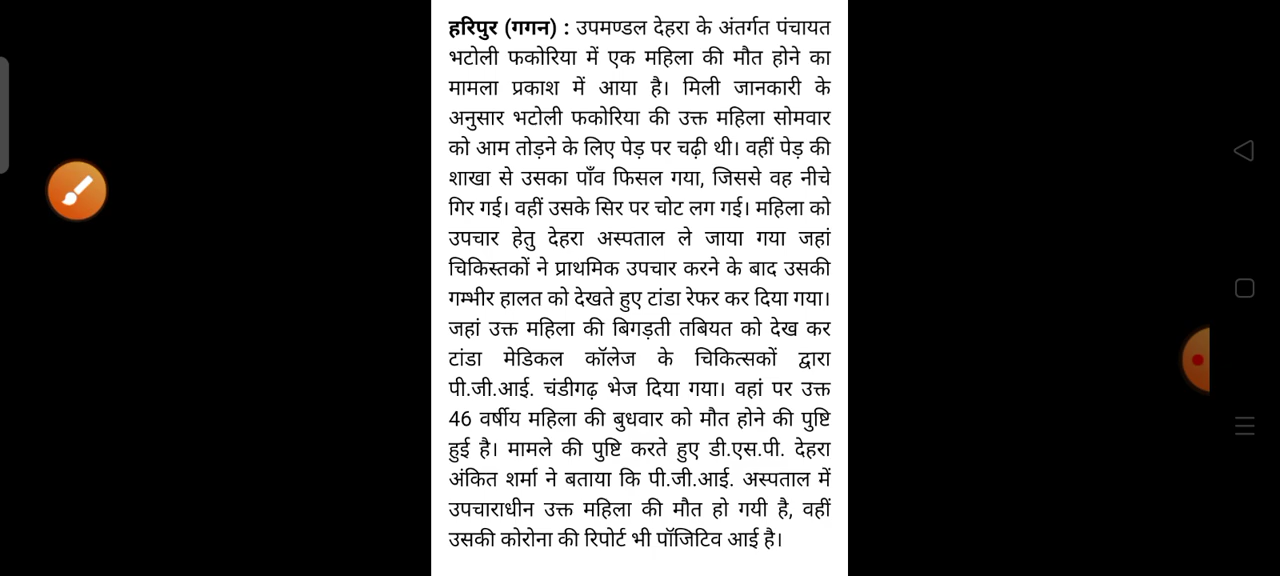 हरिपुर (गगन) : उपमण्डल देहरा के अंतर्गत पंचायत
भटोली फकोरिया में एक महिला की मौत होने का
मामला प्रकाश में आया है। मिली जानकारी के
अनुसार भटोली फकोरिया की उक्त महिला सोमवार
को आम तोड़ने के लिए पेड़ पर चढ़ी थी। वहीं पेड़ की
शाखा से उसका पाँव फिसल गया, जिससे वह नीचे
गिर गई। वहीं उसके सिर पर चोट लग गई। महिला को
उपचार हेतु देहरा अस्पताल ले जाया गया जहां
चिकिस्तकों ने प्राथमिक उपचार करने के बाद उसकी
गम्भीर हालत को देखते हुए टांडा रेफर कर दिया गया।
जहां उक्त महिला की बिगड़ती तबियत को देख कर
टांडा मेडिकल कॉलेज के चिकित्सकों द्वारा
पी.जी.आई. चंडीगढ़ भेज दिया गया। वहां पर उक्त
46 वर्षीय महिला की बुधवार को मौत होने की पुष्टि
हुई है। मामले की पुष्टि करते हुए डी.एस.पी. देहरा
अंकित शर्मा ने बताया कि पी.जी.आई. अस्पताल में
उपचाराधीन उक्त महिला की मौत हो गयी है, वहीं
उसकी कोरोना की रिपोर्ट भी पॉजिटिव आई है।